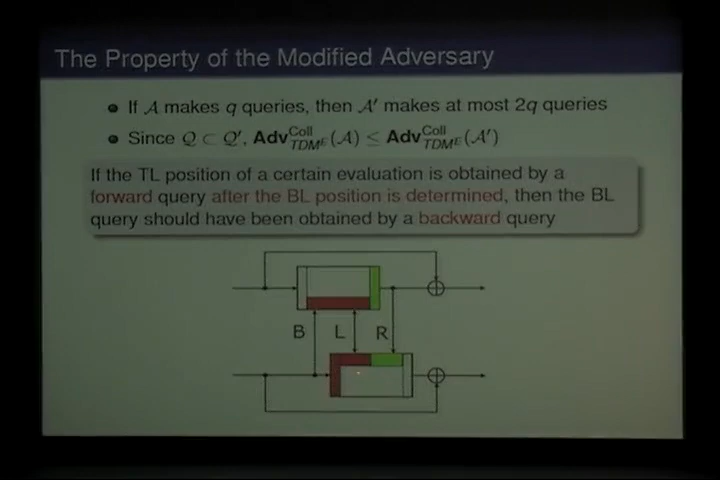 The Property of the Modified Adversary
If A makes q queries, then A′ makes at most 2q queries
Since Q ⊂ Q′, Adv^Coll_TDM^E (A) ≤ Adv^Coll_TDM^E (A′)
If the TL position of a certain evaluation is obtained by a
forward query after the BL position is determined, then the BL
query should have been obtained by a backward query
B L R